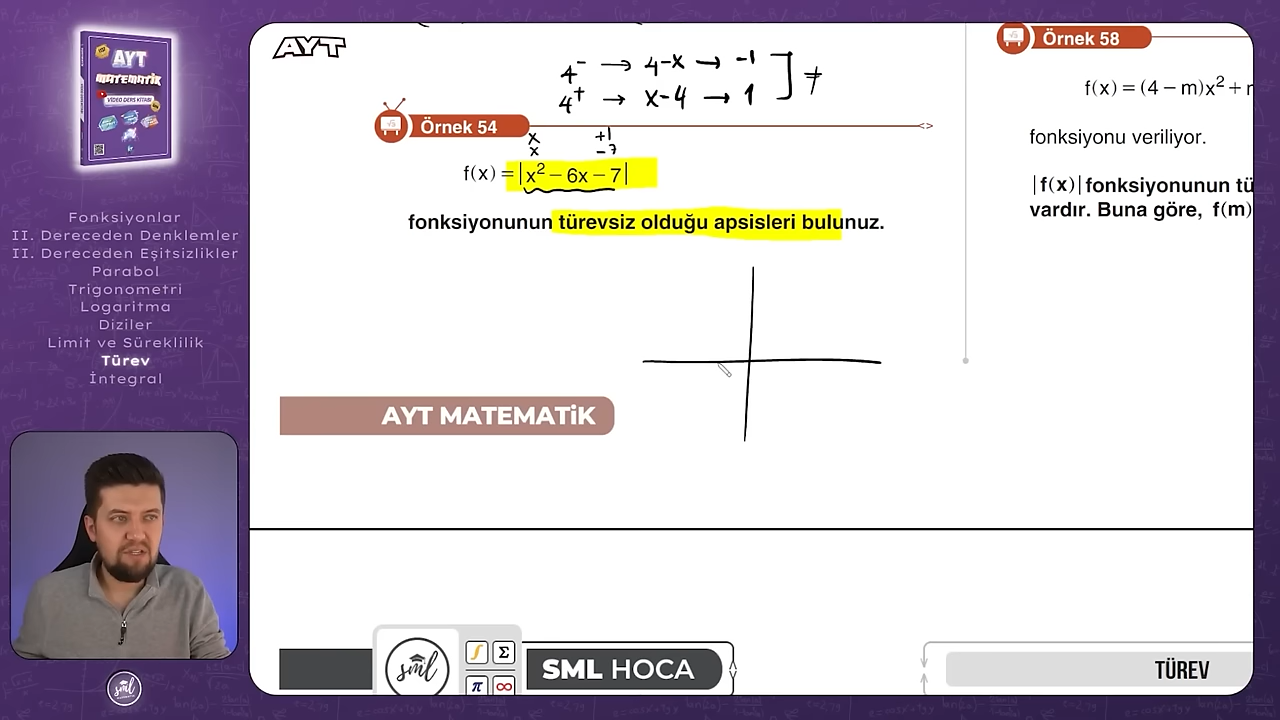 AYT
MATEMATİK
VİDEO DERS KİTABI
Fonksiyonlar
II. Dereceden Denklemler
II. Dereceden Eşitsizlikler
Parabol
Trigonometri
Logaritma
Diziler
Limit ve Süreklilik
Türev
İntegral
sml
AYT
4⁻ → 4-x → -1
4⁺ → x-4 → 1
≠
Örnek 54
x +1
x -7
f(x) = |x² – 6x – 7|
fonksiyonunun türevsiz olduğu apsisleri bulunuz.
AYT MATEMATİK
sml
∫ Σ
π ∞
SML HOCA
Örnek 58
f(x) = (4 – m)x² +
fonksiyonu veriliyor.
|f(x)| fonksiyonunun tü
vardır. Buna göre, f(m)
TÜREV